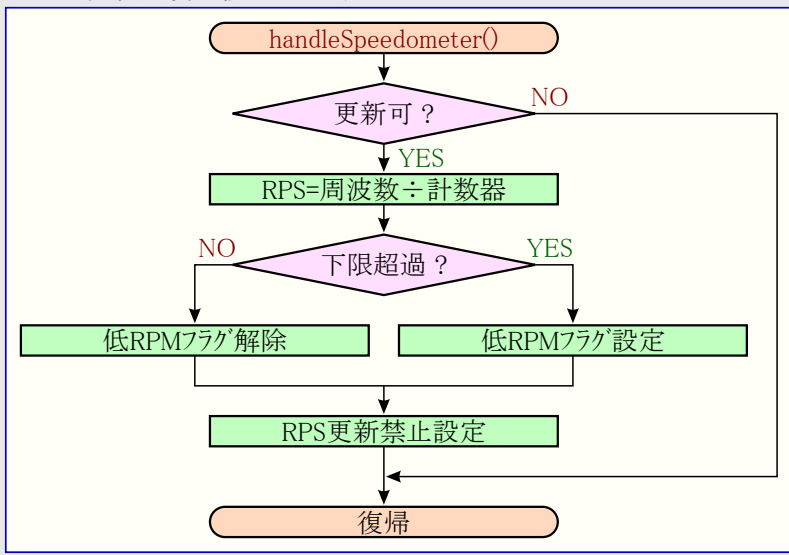 handleSpeedometer()
更新可 ?
NO
YES
RPS=周波数÷計数器
NO
下限超過 ?
YES
低RPMﾌﾗｸﾞ解除
低RPMﾌﾗｸﾞ設定
RPS更新禁止設定
復帰